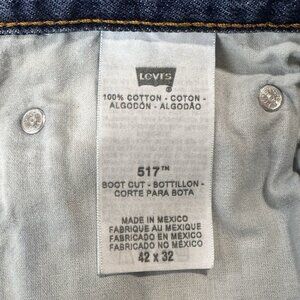 LEVI'S
100% COTTON - COTON -
ALGODÓN - ALGODÃO
517™
BOOT CUT - BOTTILLON -
CORTE PARA BOTA
MADE IN MEXICO
FABRIQUE AU MEXIQUE
FABRICADO EN MÉXICO
FABRICADO NO MÉXICO
42 x 32